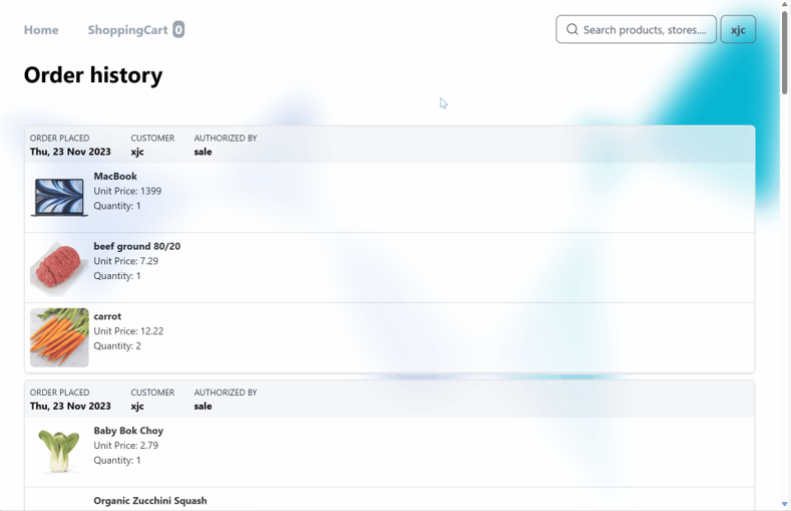 Home ShoppingCart 0 Search products, stores.... xjc
Order history
ORDER PLACED CUSTOMER AUTHORIZED BY
Thu, 23 Nov 2023 xjc sale
MacBook
Unit Price: 1399
Quantity: 1
beef ground 80/20
Unit Price: 7.29
Quantity: 1
carrot
Unit Price: 12.22
Quantity: 2
ORDER PLACED CUSTOMER AUTHORIZED BY
Thu, 23 Nov 2023 xjc sale
Baby Bok Choy
Unit Price: 2.79
Quantity: 1
Organic Zucchini Squash